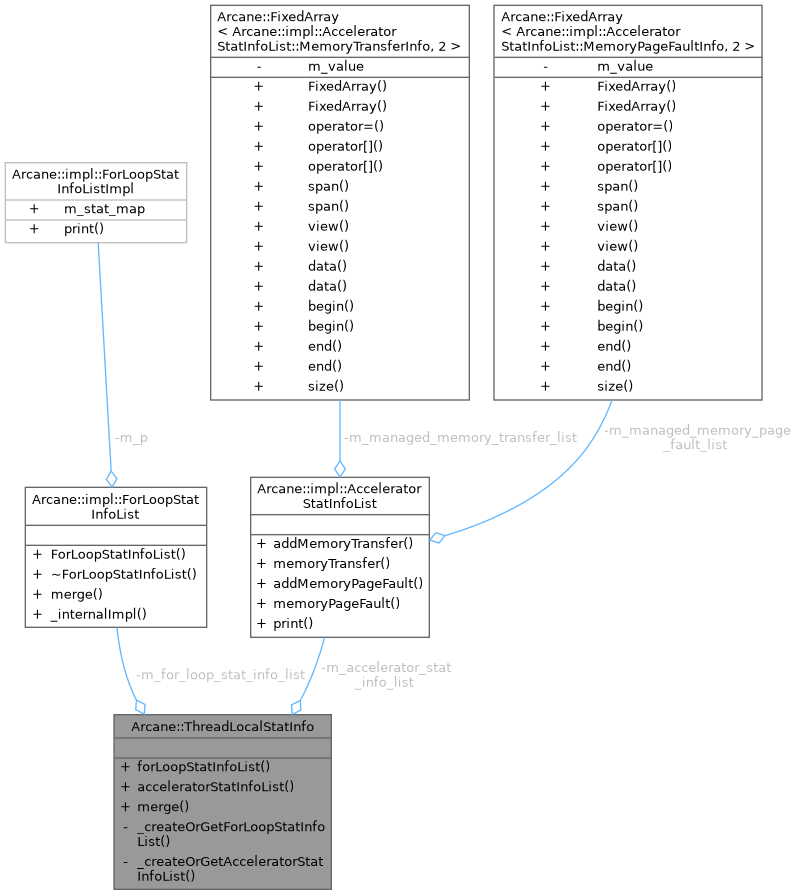 Arcane::FixedArray
< Arcane::impl::Accelerator
StatInfoList::MemoryTransferInfo, 2 >
- m_value
+ FixedArray()
+ FixedArray()
+ operator=()
+ operator[]()
+ operator[]()
+ span()
+ span()
+ view()
+ view()
+ data()
+ data()
+ begin()
+ begin()
+ end()
+ end()
+ size()
Arcane::FixedArray
< Arcane::impl::Accelerator
StatInfoList::MemoryPageFaultInfo, 2 >
- m_value
+ FixedArray()
+ FixedArray()
+ operator=()
+ operator[]()
+ operator[]()
+ span()
+ span()
+ view()
+ view()
+ data()
+ data()
+ begin()
+ begin()
+ end()
+ end()
+ size()
Arcane::impl::ForLoopStat
InfoListImpl
+ m_stat_map
+ print()
-m_p
-m_managed_memory_transfer_list
-m_managed_memory_page
_fault_list
Arcane::impl::ForLoopStat
InfoList
+ ForLoopStatInfoList()
+ ~ForLoopStatInfoList()
+ merge()
+ _internalImpl()
Arcane::impl::Accelerator
StatInfoList
+ addMemoryTransfer()
+ memoryTransfer()
+ addMemoryPageFault()
+ memoryPageFault()
+ print()
-m_for_loop_stat_info_list
-m_accelerator_stat
_info_list
Arcane::ThreadLocalStatInfo
+ forLoopStatInfoList()
+ acceleratorStatInfoList()
+ merge()
- _createOrGetForLoopStatInfo
List()
- _createOrGetAcceleratorStat
InfoList()